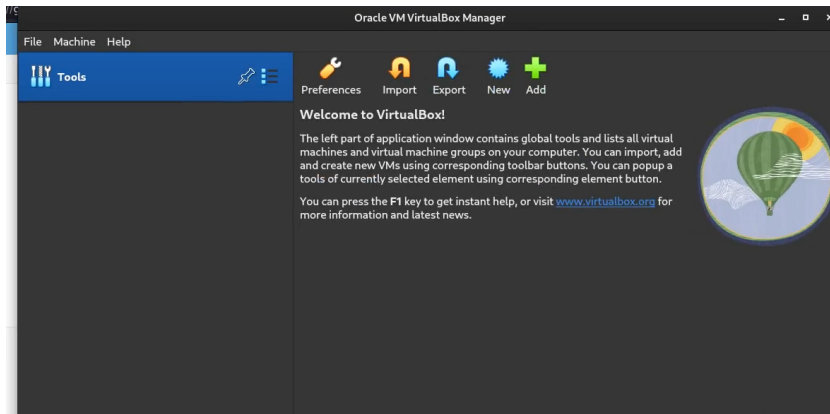 Oracle VM VirtualBox Manager
File Machine Help
Tools
Preferences Import Export New Add
Welcome to VirtualBox!
The left part of application window contains global tools and lists all virtual
machines and virtual machine groups on your computer. You can import, add
and create new VMs using corresponding toolbar buttons. You can popup a
tools of currently selected element using corresponding element button.
You can press the F1 key to get instant help, or visit www.virtualbox.org for
more information and latest news.